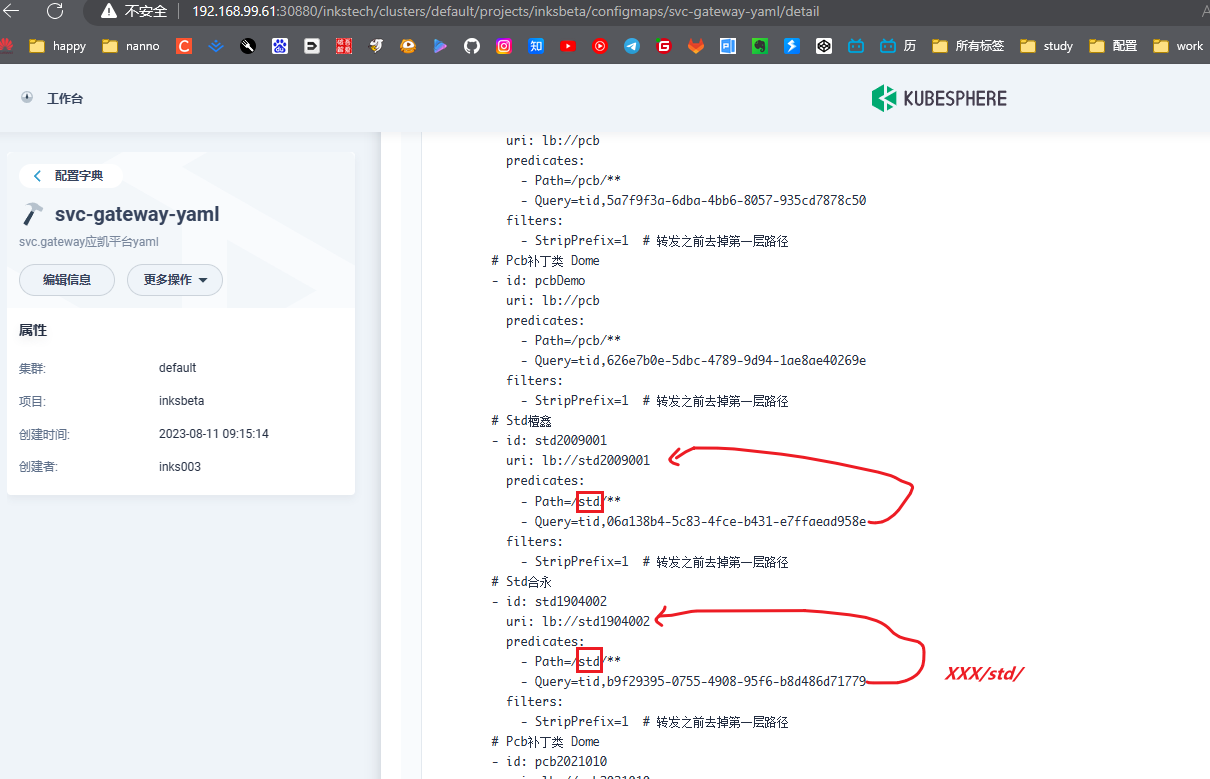 不安全 192.168.99.61:30880/inkstech/clusters/default/projects/inksbeta/configmaps/svc-gateway-yaml/detail
happy nanno 历 所有标签 study 配置 work
工作台 KUBESPHERE
配置字典
svc-gateway-yaml
svc.gateway应凯平台yaml
编辑信息 更多操作
属性
集群: default
项目: inksbeta
创建时间: 2023-08-11 09:15:14
创建者: inks003
uri: lb://pcb
predicates:
- Path=/pcb/**
- Query=tid,5a7f9f3a-6dba-4bb6-8057-935cd7878c50
filters:
- StripPrefix=1 # 转发之前去掉第一层路径
# Pcb补丁类 Dome
- id: pcbDemo
uri: lb://pcb
predicates:
- Path=/pcb/**
- Query=tid,626e7b0e-5dbc-4789-9d94-1ae8ae40269e
filters:
- StripPrefix=1 # 转发之前去掉第一层路径
# Std檀鑫
- id: std2009001
uri: lb://std2009001
predicates:
- Path=/std/**
- Query=tid,06a138b4-5c83-4fce-b431-e7ffaead958e
filters:
- StripPrefix=1 # 转发之前去掉第一层路径
# Std合永
- id: std1904002
uri: lb://std1904002
predicates:
- Path=/std/**
- Query=tid,b9f29395-0755-4908-95f6-b8d486d71779
XXX/std/
filters:
- StripPrefix=1 # 转发之前去掉第一层路径
# Pcb补丁类 Dome
- id: pcb2021010